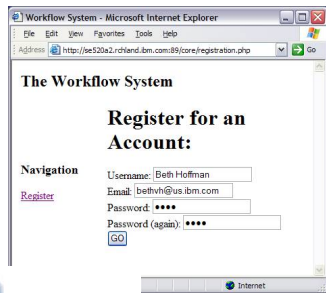 Workflow System - Microsoft Internet Explorer
File Edit View Favorites Tools Help
Address http://se520a2.rchland.ibm.com:89/core/registration.php Go
The Workflow System
Register for an
Account:
Navigation
Register
Username: Beth Hoffman
Email: bethvh@us.ibm.com
Password: ●●●●
Password (again): ●●●●
GO
Internet